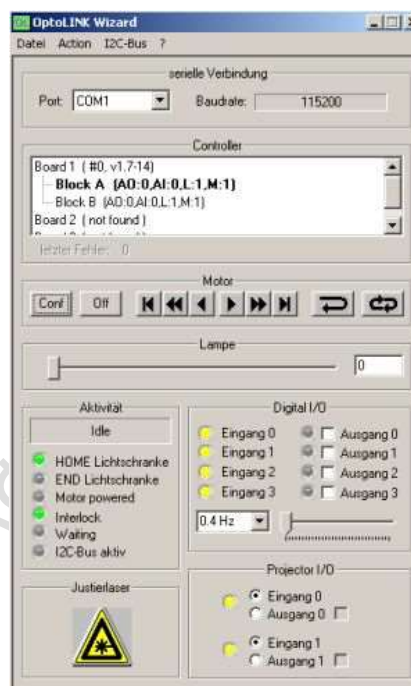 OptoLINK Wizard
Datei Action I2C-Bus ?
serielle Verbindung
Port: COM1 Baudrate: 115200
Controller
Board 1 ( #0, v1.7-14)
Block A (AO:0,AI:0,L:1,M:1)
Block B (AO:0,AI:0,L:1,M:1)
Board 2 ( not found )
letzter Fehler: 0
Motor
Conf Off
Lampe
0
Aktivität
Idle
HOME Lichtschranke
END Lichtschranke
Motor powered
Interlock
Waiting
I2C-Bus aktiv
Digital I/O
Eingang 0 Ausgang 0
Eingang 1 Ausgang 1
Eingang 2 Ausgang 2
Eingang 3 Ausgang 3
0.4 Hz
Justierlaser
Projector I/O
Eingang 0
Ausgang 0
Eingang 1
Ausgang 1